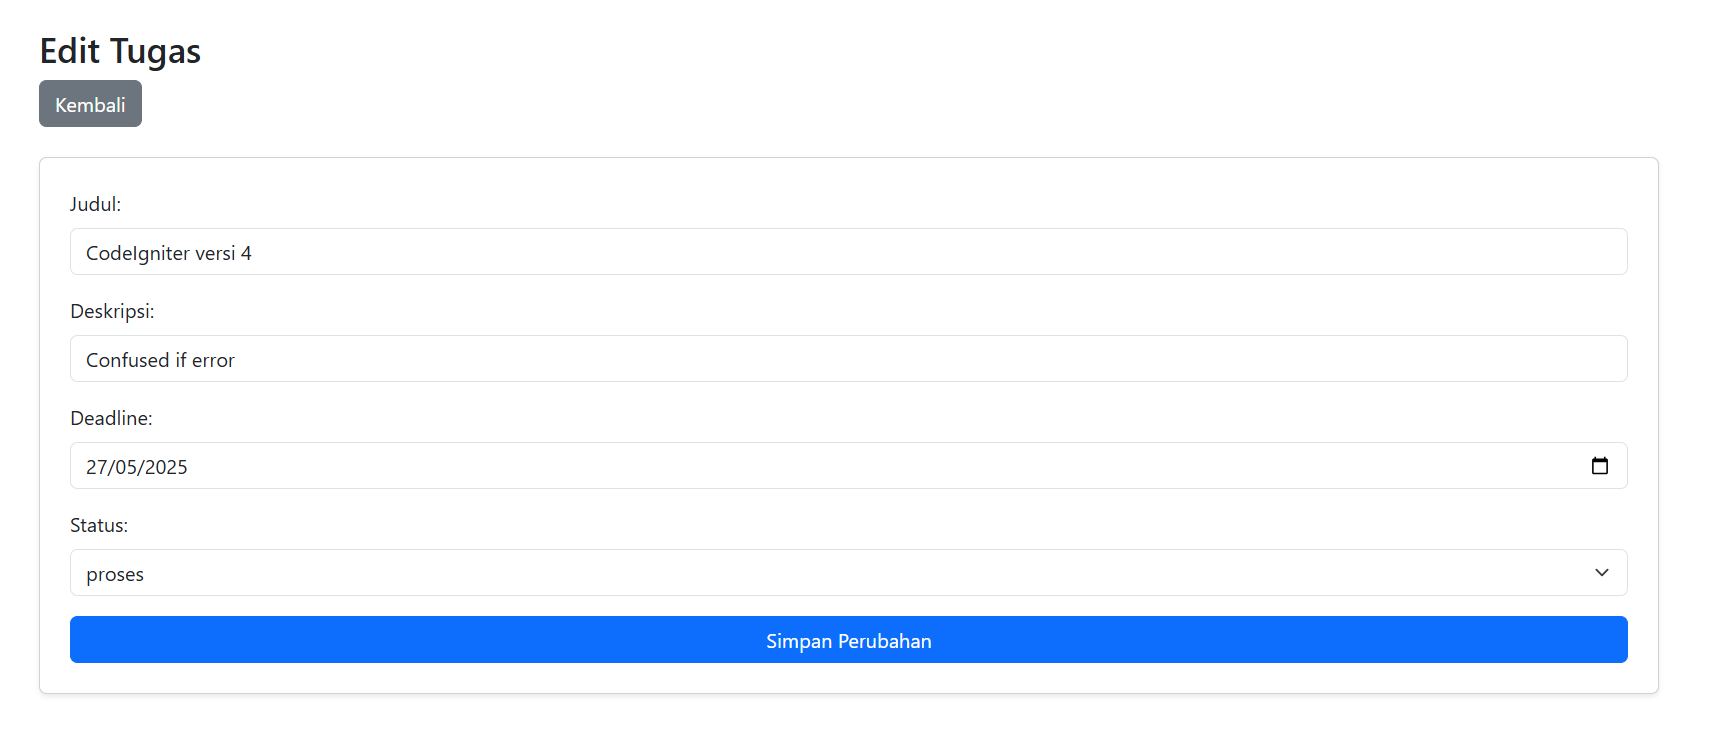 Edit Tugas
Kembali
Judul:
CodeIgniter versi 4
Deskripsi:
Confused if error
Deadline:
27/05/2025
Status:
proses
Simpan Perubahan